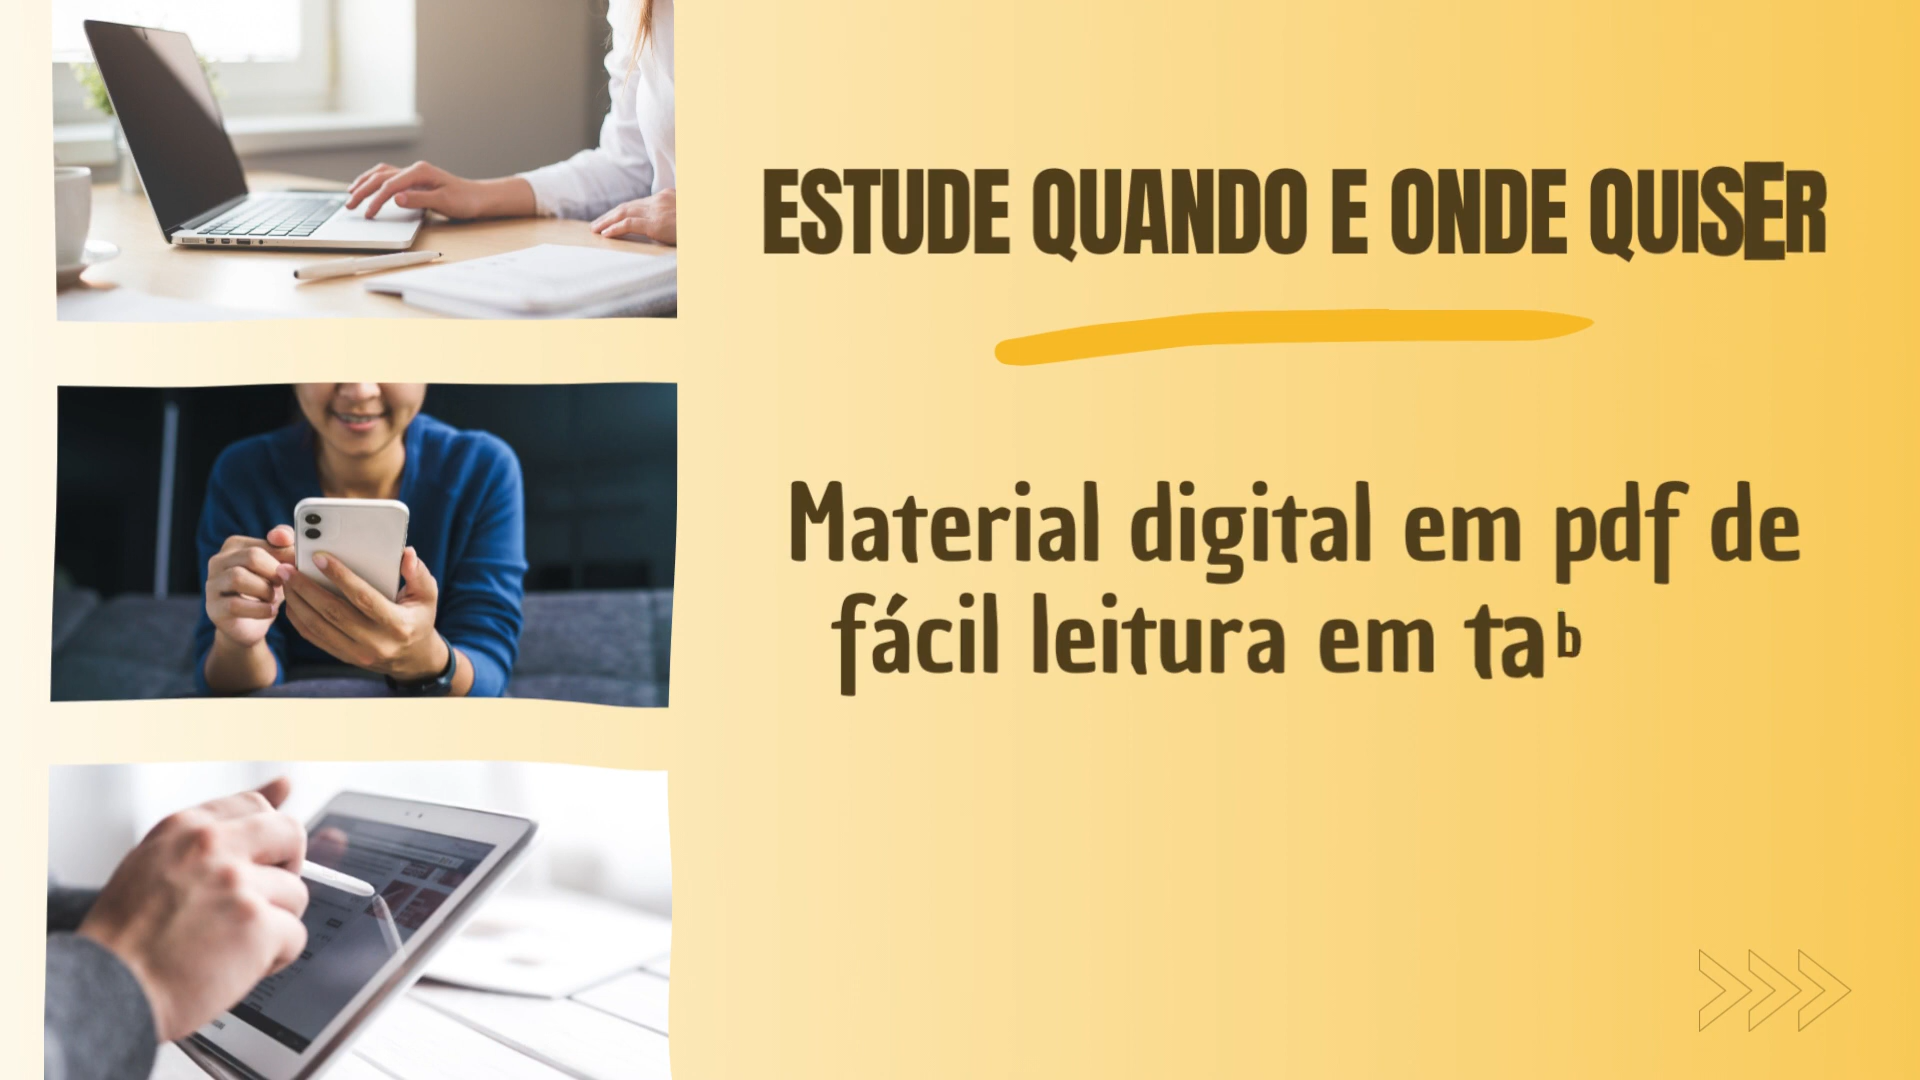 ESTUDE QUANDO E ONDE QUISER
Material digital em pdf de
fácil leitura em tab